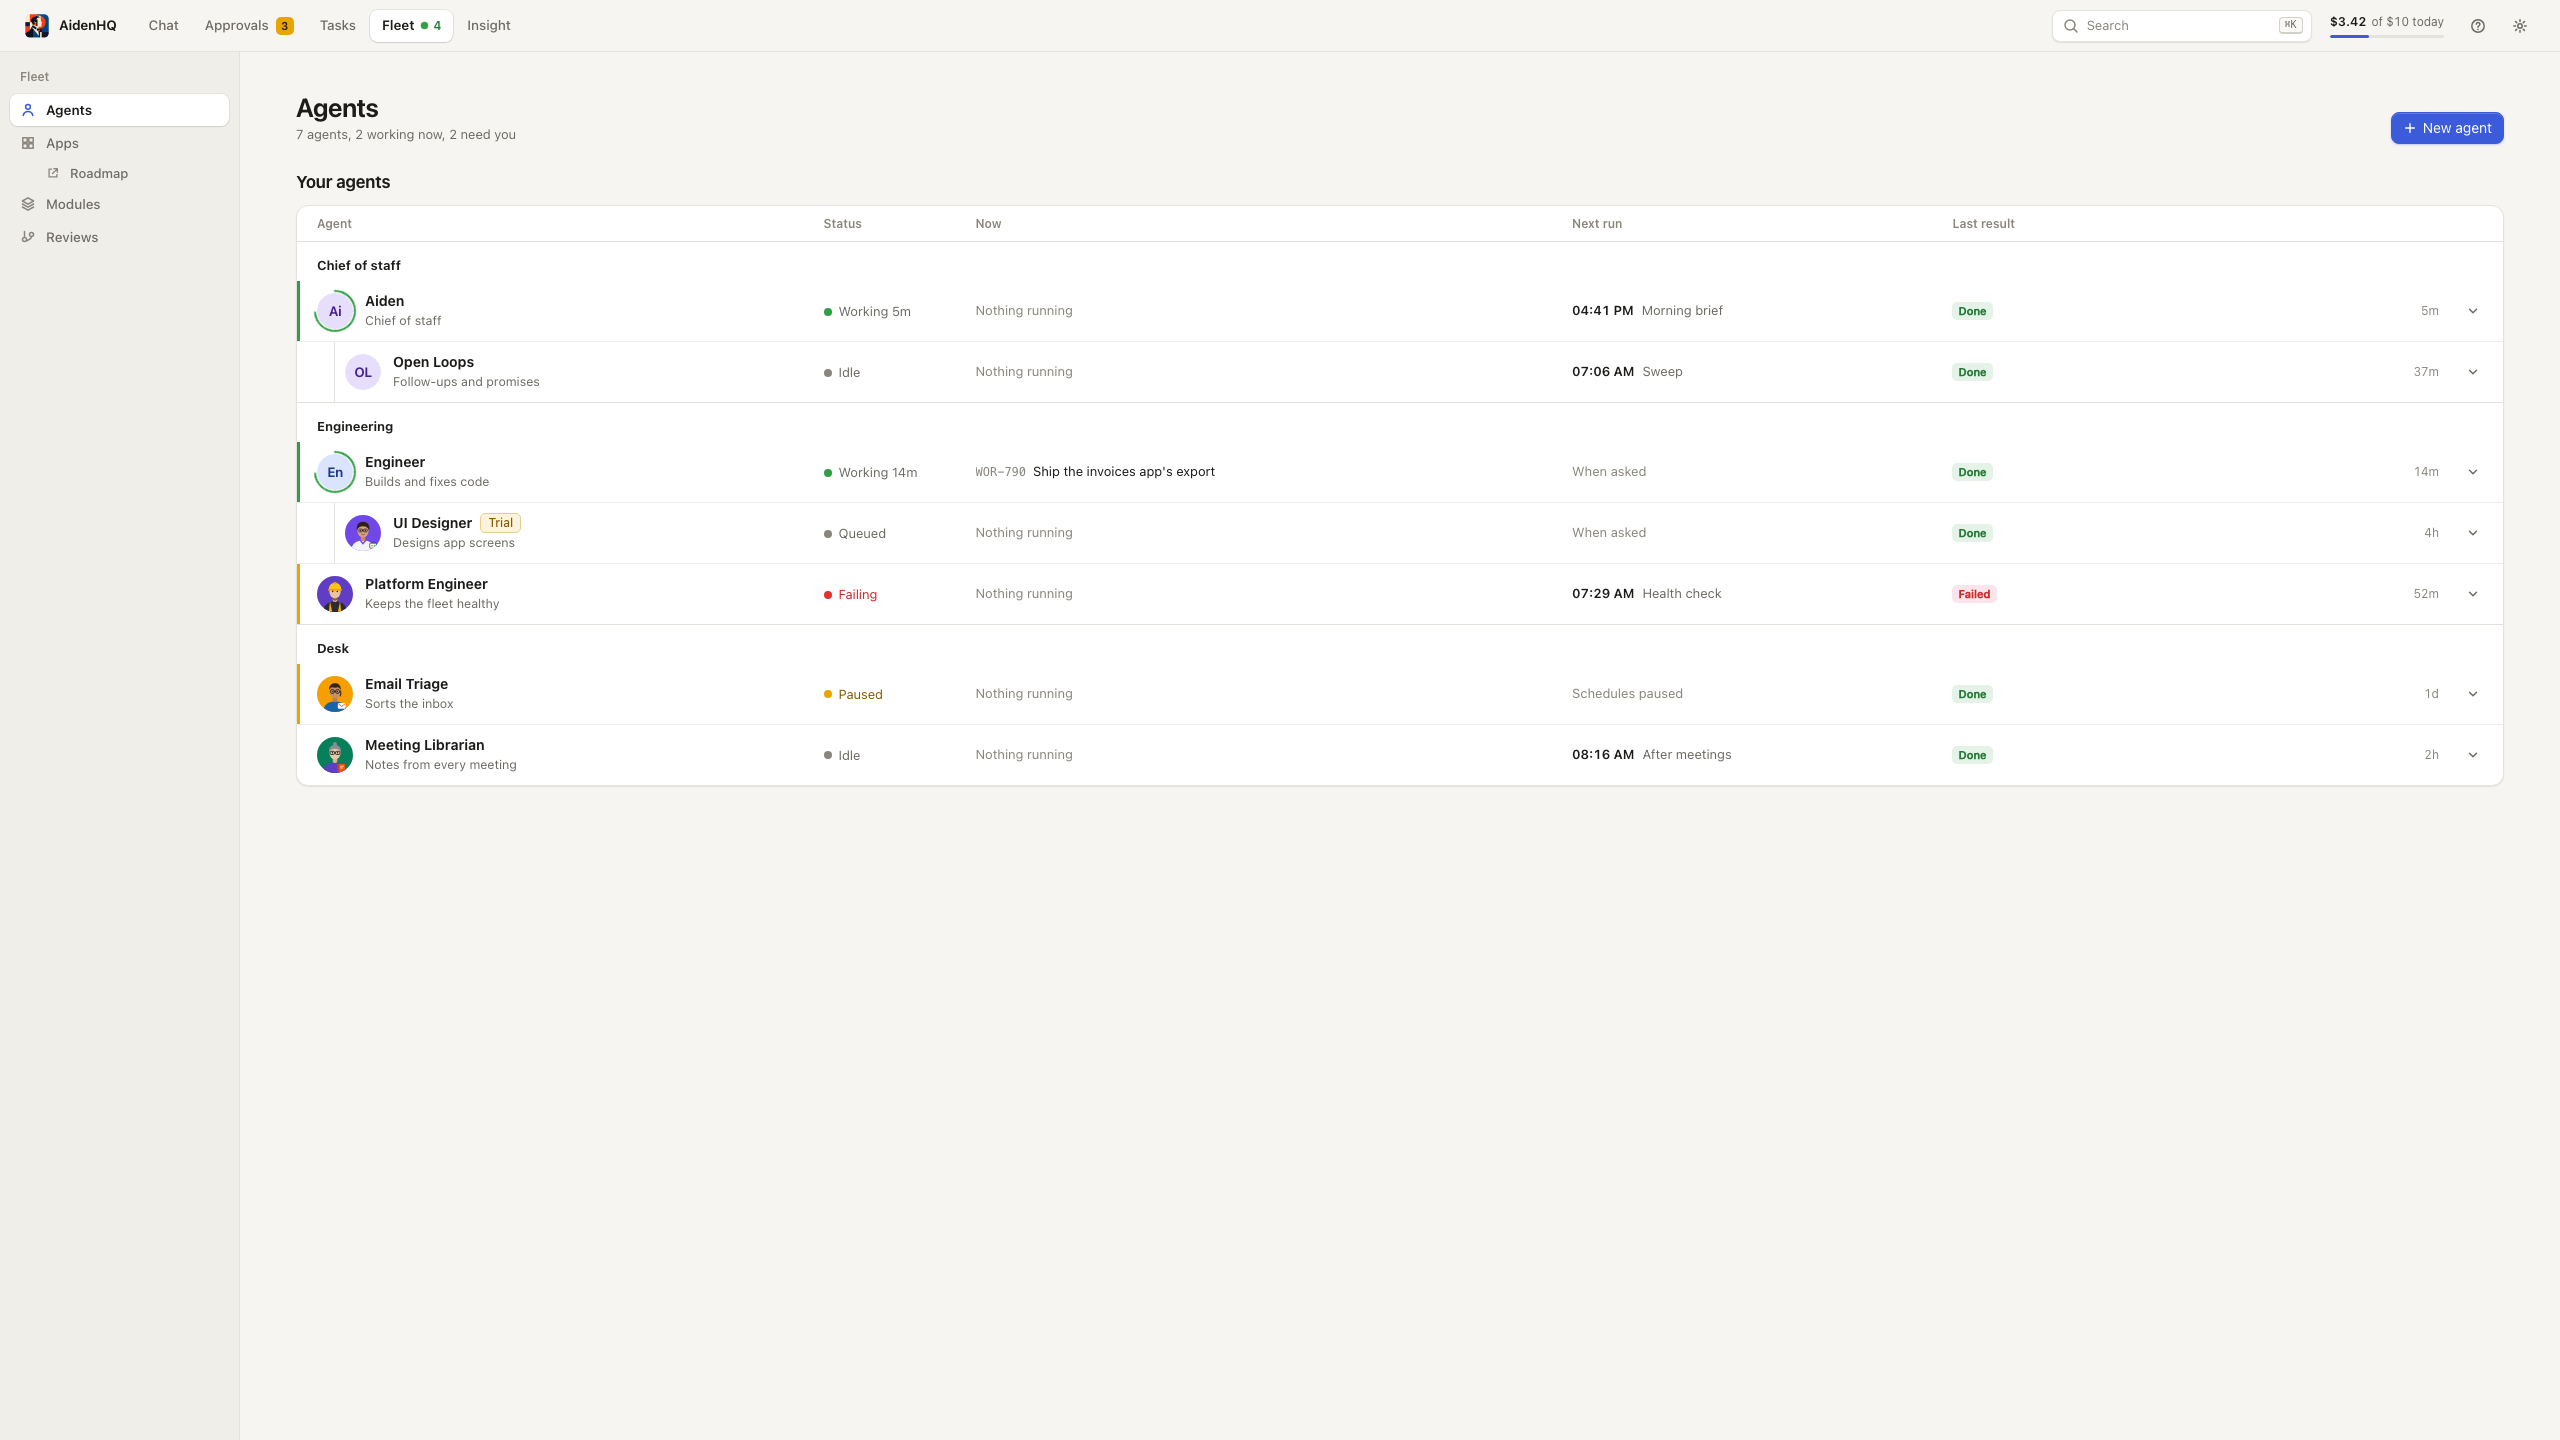 AidenHQ Chat Approvals 3 Tasks Fleet 4 Insight Search ⌘K $3.42 of $10 today
Fleet
Agents
Apps
Roadmap
Modules
Reviews
Agents
7 agents, 2 working now, 2 need you
New agent
Your agents
Agent Status Now Next run Last result
Chief of staff
Ai Aiden Working 5m Nothing running 04:41 PM Morning brief Done 5m
Chief of staff
OL Open Loops Idle Nothing running 07:06 AM Sweep Done 37m
Follow-ups and promises
Engineering
En Engineer Working 14m WOR-790 Ship the invoices app's export When asked Done 14m
Builds and fixes code
UI Designer Trial Queued Nothing running When asked Done 4h
Designs app screens
Platform Engineer Failing Nothing running 07:29 AM Health check Failed 52m
Keeps the fleet healthy
Desk
Email Triage Paused Nothing running Schedules paused Done 1d
Sorts the inbox
Meeting Librarian Idle Nothing running 08:16 AM After meetings Done 2h
Notes from every meeting